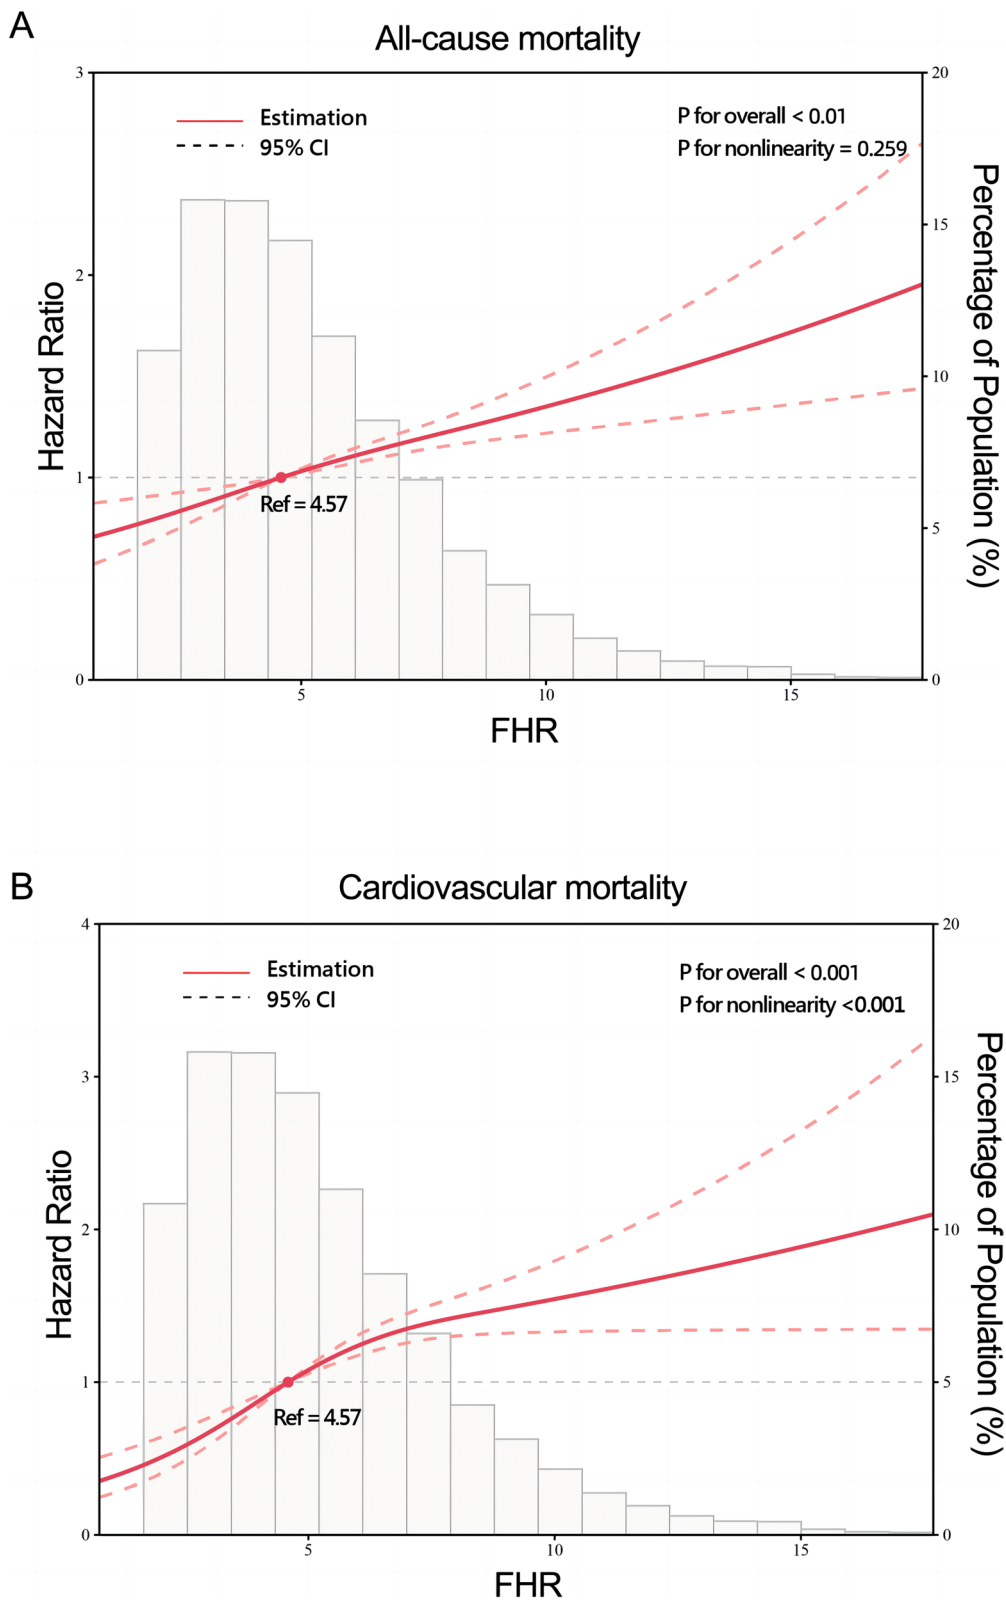 A
All-cause mortality
3
20
Estimation
95% CI
P for overall < 0.01
P for nonlinearity = 0.259
15
2
10
1
Ref = 4.57
5
0
0
5
10
15
Hazard Ratio
Percentage of Population (%)
FHR
B
Cardiovascular mortality
4
20
Estimation
95% CI
P for overall < 0.001
P for nonlinearity <0.001
3
15
2
10
1
5
Ref = 4.57
0
0
5
10
15
Hazard Ratio
Percentage of Population (%)
FHR